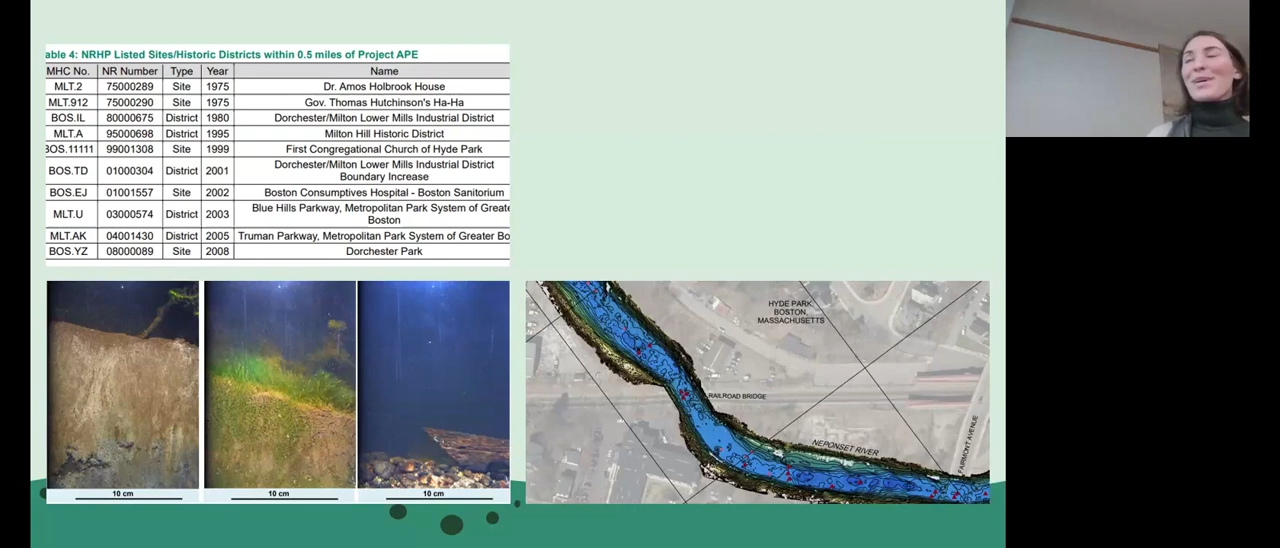 able 4: NRHP Listed Sites/Historic Districts within 0.5 miles of Project APE
MHC No. NR Number Type Year Name
MLT.2 75000289 Site 1975 Dr. Amos Holbrook House
MLT.912 75000290 Site 1975 Gov. Thomas Hutchinson's Ha-Ha
BOS.IL 80000675 District 1980 Dorchester/Milton Lower Mills Industrial District
MLT.A 95000698 District 1995 Milton Hill Historic District
BOS.11111 99001308 Site 1999 First Congregational Church of Hyde Park
BOS.TD 01000304 District 2001 Dorchester/Milton Lower Mills Industrial District
Boundary Increase
BOS.EJ 01001557 Site 2002 Boston Consumptives Hospital - Boston Sanitorium
MLT.U 03000574 District 2003 Blue Hills Parkway, Metropolitan Park System of Greate
Boston
MLT.AK 04001430 District 2005 Truman Parkway, Metropolitan Park System of Greater Bo
BOS.YZ 08000089 Site 2008 Dorchester Park
10 cm
10 cm
10 cm
HYDE PARK,
BOSTON,
MASSACHUSETTS
RAILROAD BRIDGE
NEPONSET RIVER
FAIRMONT AVENUE